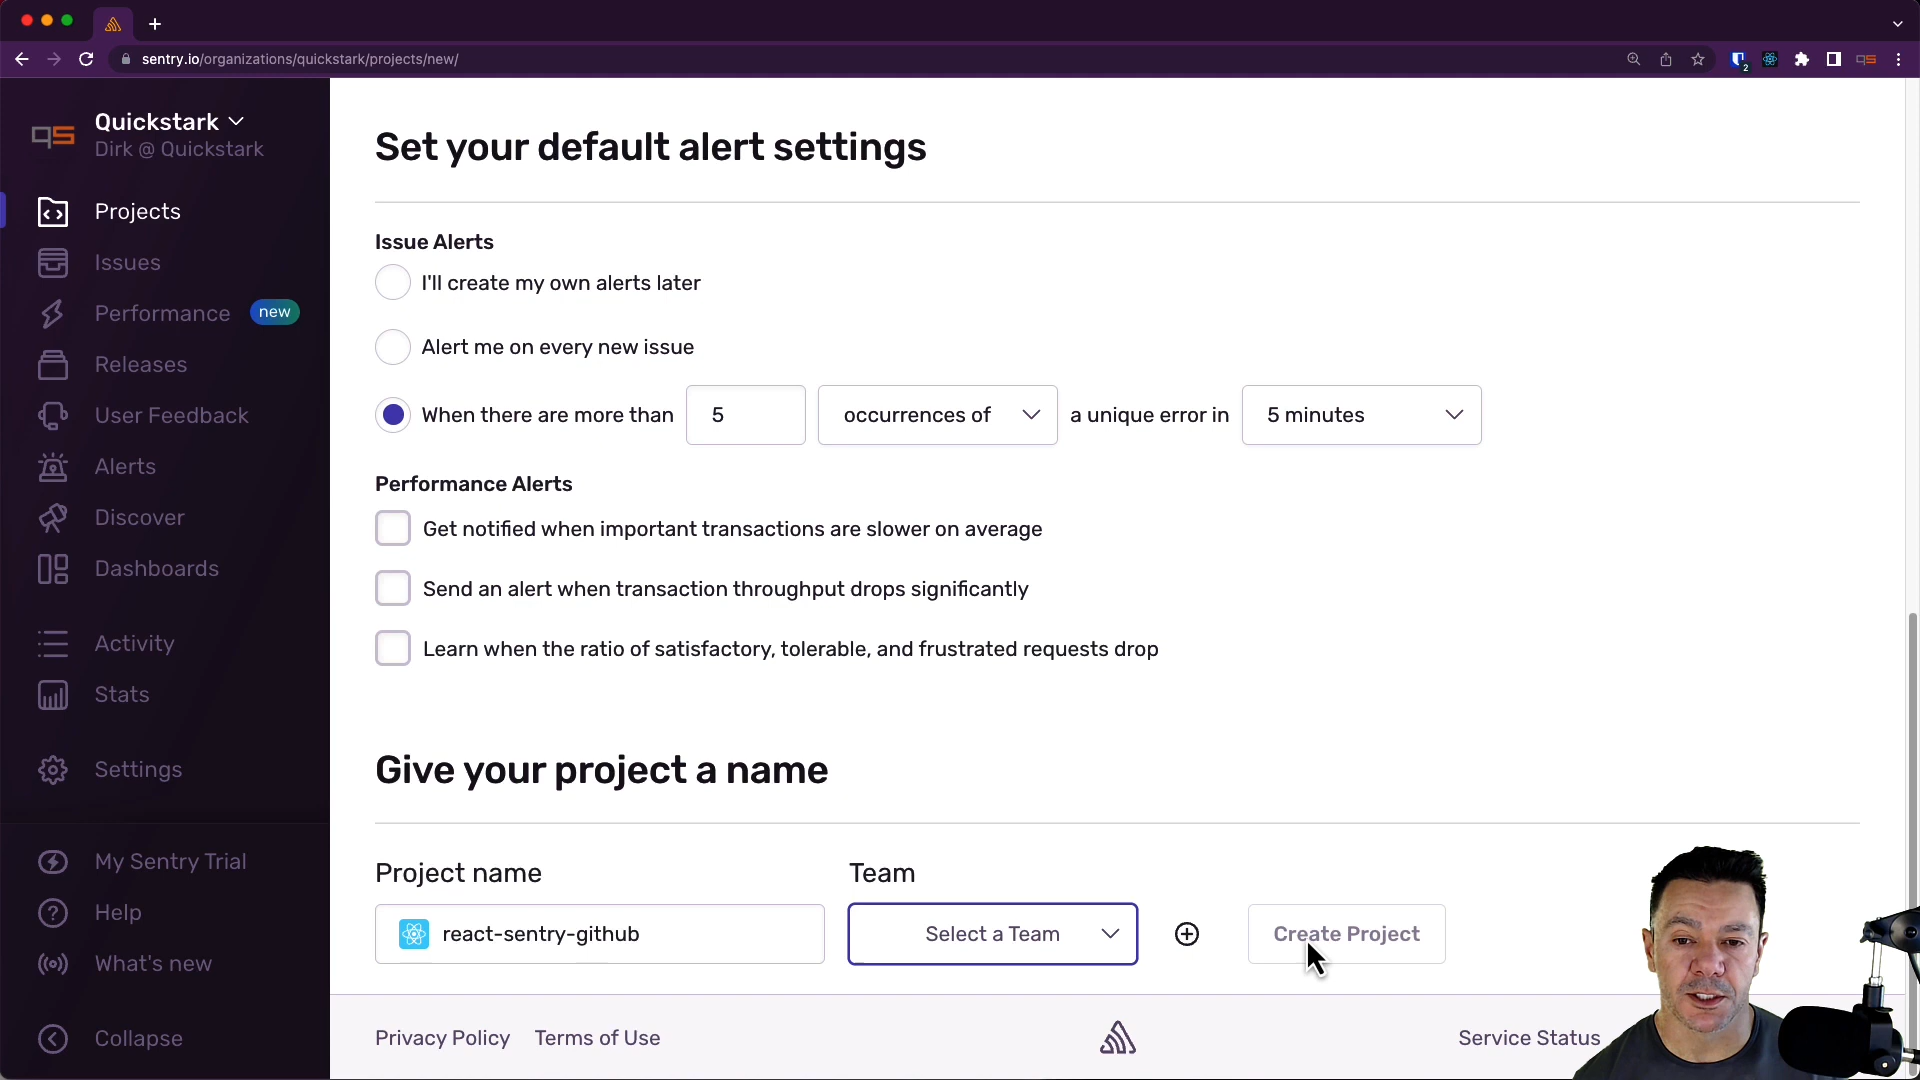 sentry.io/organizations/quickstark/projects/new/
2
Quickstark
Dirk @ Quickstark
Projects
Issues
Performance new
Releases
User Feedback
Alerts
Discover
Dashboards
Activity
Stats
Settings
My Sentry Trial
Help
What's new
Collapse
Set your default alert settings
Issue Alerts
I'll create my own alerts later
Alert me on every new issue
When there are more than 5 occurrences of a unique error in 5 minutes
Performance Alerts
Get notified when important transactions are slower on average
Send an alert when transaction throughput drops significantly
Learn when the ratio of satisfactory, tolerable, and frustrated requests drop
Give your project a name
Project name Team
react-sentry-github Select a Team Create Project
Privacy Policy Terms of Use Service Status